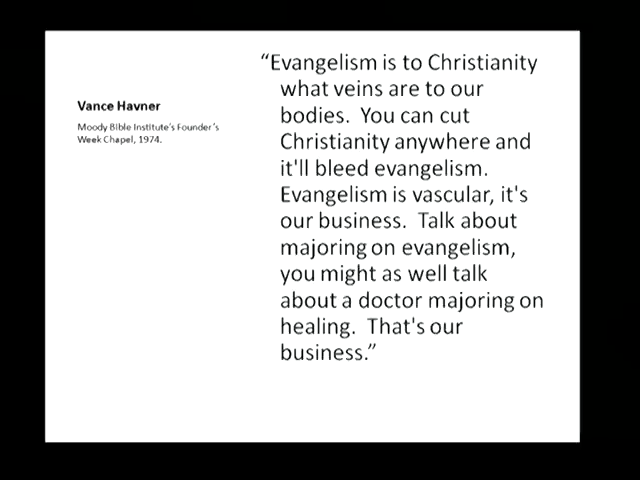 Vance Havner
Moody Bible Institute's Founder's
Week Chapel, 1974.
“Evangelism is to Christianity
what veins are to our
bodies.  You can cut
Christianity anywhere and
it'll bleed evangelism.
Evangelism is vascular, it's
our business.  Talk about
majoring on evangelism,
you might as well talk
about a doctor majoring on
healing.  That's our
business.”